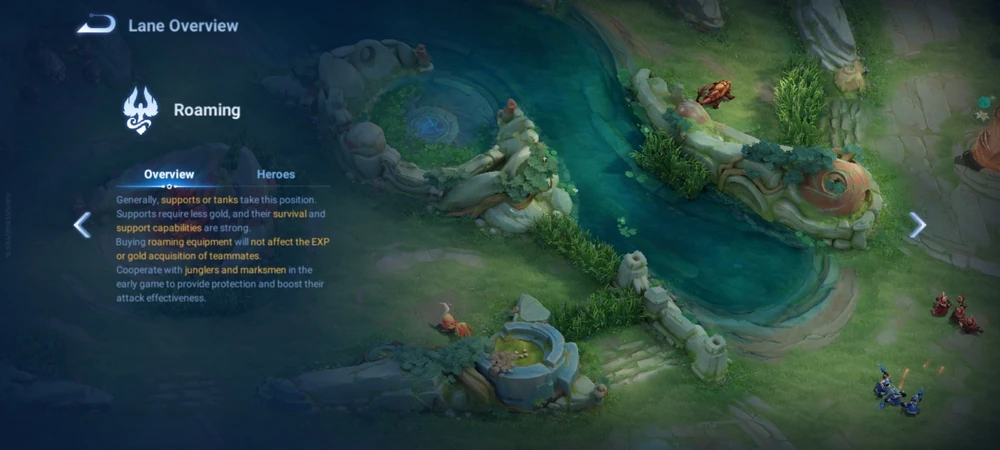 Lane Overview
Roaming
Overview
Heroes
Generally, supports or tanks take this position.
Supports require less gold, and their survival and
support capabilities are strong.
Buying roaming equipment will not affect the EXP
or gold acquisition of teammates.
Cooperate with junglers and marksmen in the
early game to provide protection and boost their
attack effectiveness.